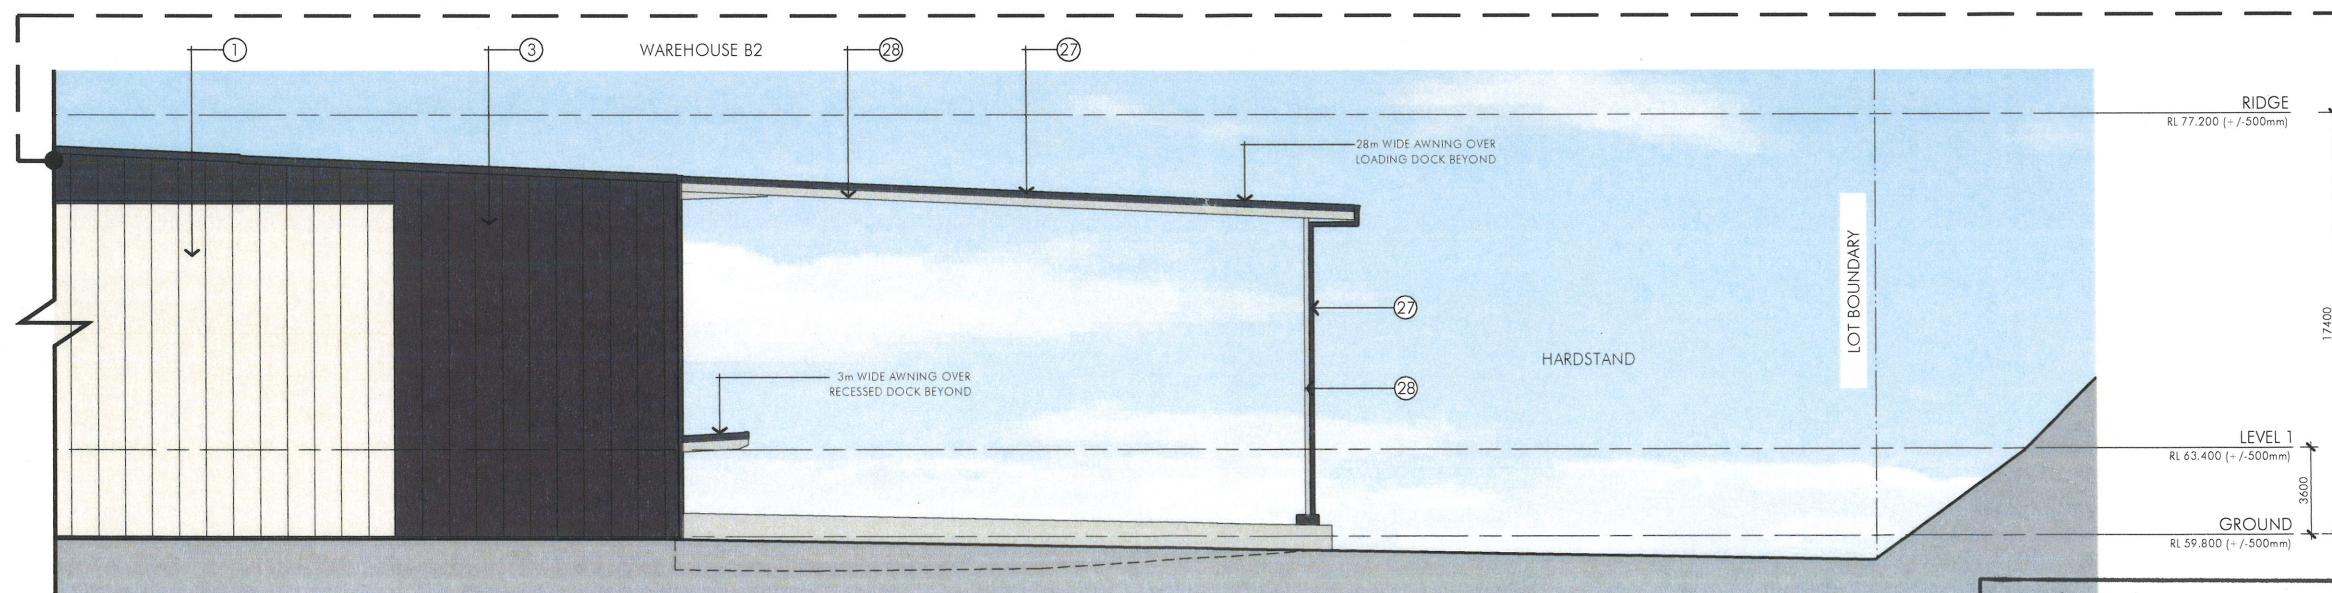 1
3
WAREHOUSE B2
28
27
RIDGE
RL 77.200 (+/-500mm)
28m WIDE AWNING OVER
LOADING DOCK BEYOND
LOT BOUNDARY
27
17400
HARDSTAND
3m WIDE AWNING OVER
RECESSED DOCK BEYOND
28
LEVEL 1
RL 63.400 (+/-500mm)
3600
GROUND
RL 59.800 (+/-500mm)